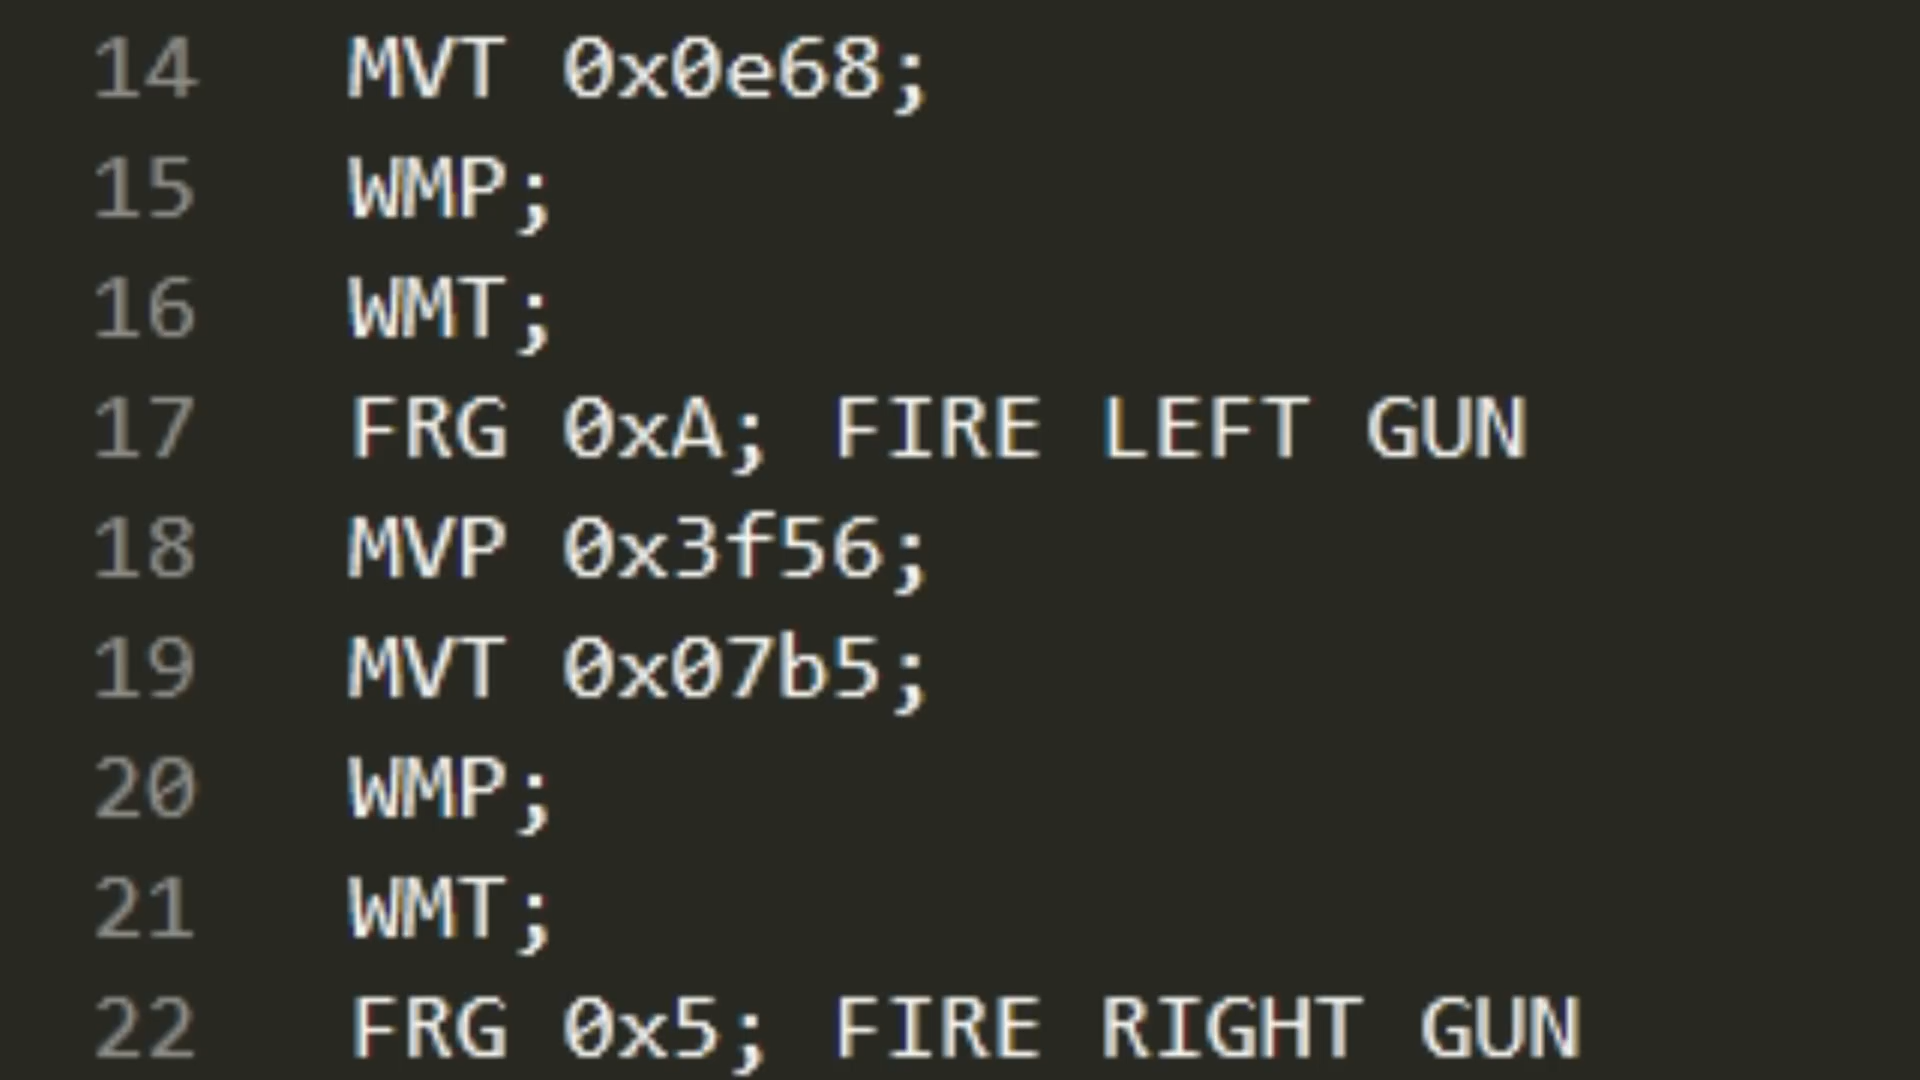 14 MVT 0x0e68;
15 WMP;
16 WMT;
17 FRG 0xA; FIRE LEFT GUN
18 MVP 0x3f56;
19 MVT 0x07b5;
20 WMP;
21 WMT;
22 FRG 0x5; FIRE RIGHT GUN